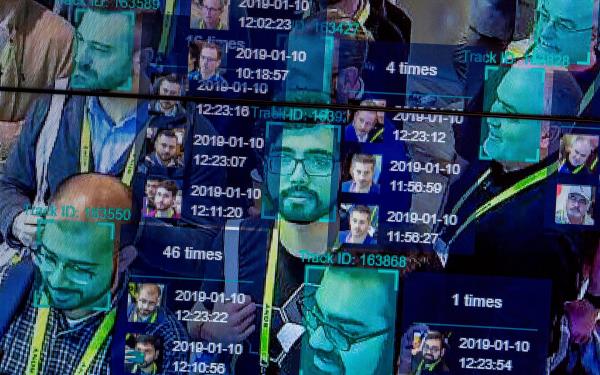 Track ID: 163589
2019-01-10
12:02:23
16 times
2019-01-10
10:18:57
4 times
12:23:16
Track ID:
2019-01-10
12:23:12
2019-01-10
12:23:07
2019-01-10
11:56:59
2019-01-10
12:11:20
2019-01-10
11:56:27
Track ID: 163550
46 times
Track ID: 163868
2019-01-10
12:23:22
1 times
2019-01-10
12:10:56
2019-01-10
12:23:54
SONY